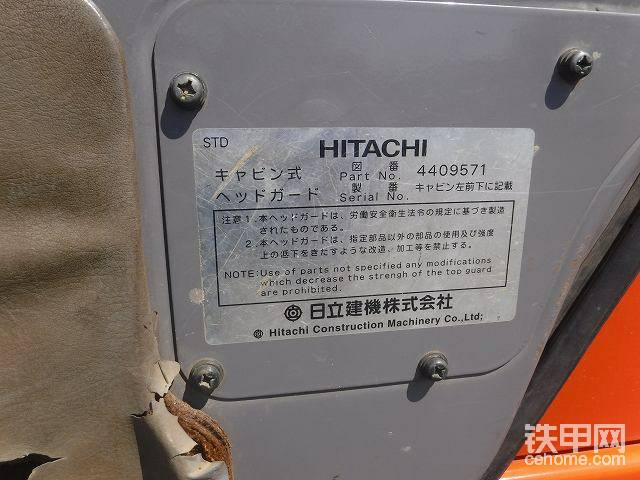 STD
HITACHI
キャビン式 図番 Part No. 4409571
ヘッドガード 製番 Serial No. キャビン左前下に記載
注意 1. 本ヘッドガードは、労働安全衛生法令の規定に基づき製造
されたものである。
2. 本ヘッドガードは、指定部品以外の部品の使用及び強度
上の低下をきたすような改造、加工等を禁止する。
NOTE: Use of parts not specified any modifications
which decrease the strengh of the top guard
are prohibited.
日立建機株式会社
Hitachi Construction Machinery Co., Ltd;
铁甲网
cehome.com